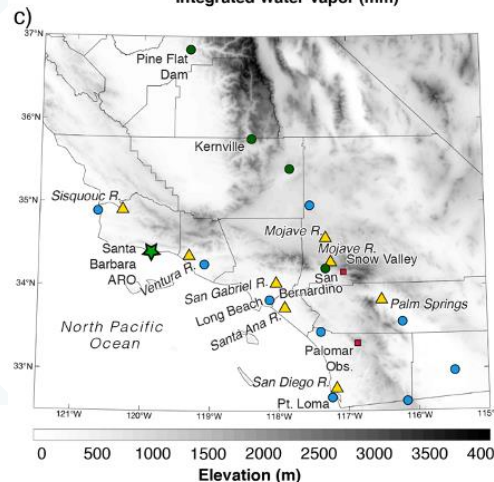 Integrated water vapor (mm)
c)
37°N
Pine Flat
Dam
36°N
Kernville
35°N
Sisquouc R.
Mojave R.
Mojave R.
Santa
Barbara
ARO
Snow Valley
34°N
Ventura R.
San
Bernardino
San Gabriel R.
Palm Springs
Long Beach
North Pacific
Ocean
Santa Ana R.
Palomar
Obs.
33°N
San Diego R.
Pt. Loma
121°W 120°W 119°W 118°W 117°W 116°W 115°W
0 500 1000 1500 2000 2500 3000 3500 400
Elevation (m)